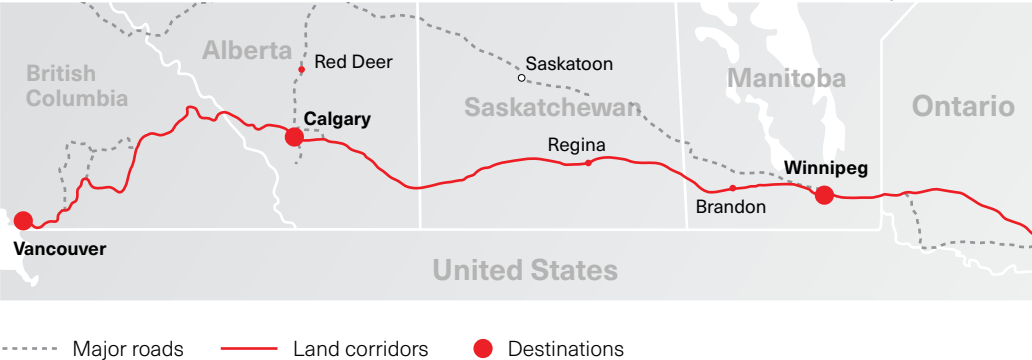 Alberta
Red Deer
British
Columbia
Saskatoon
Manitoba
Saskatchewan
Ontario
Calgary
Regina
Winnipeg
Brandon
Vancouver
United States
Major roads
Land corridors
Destinations